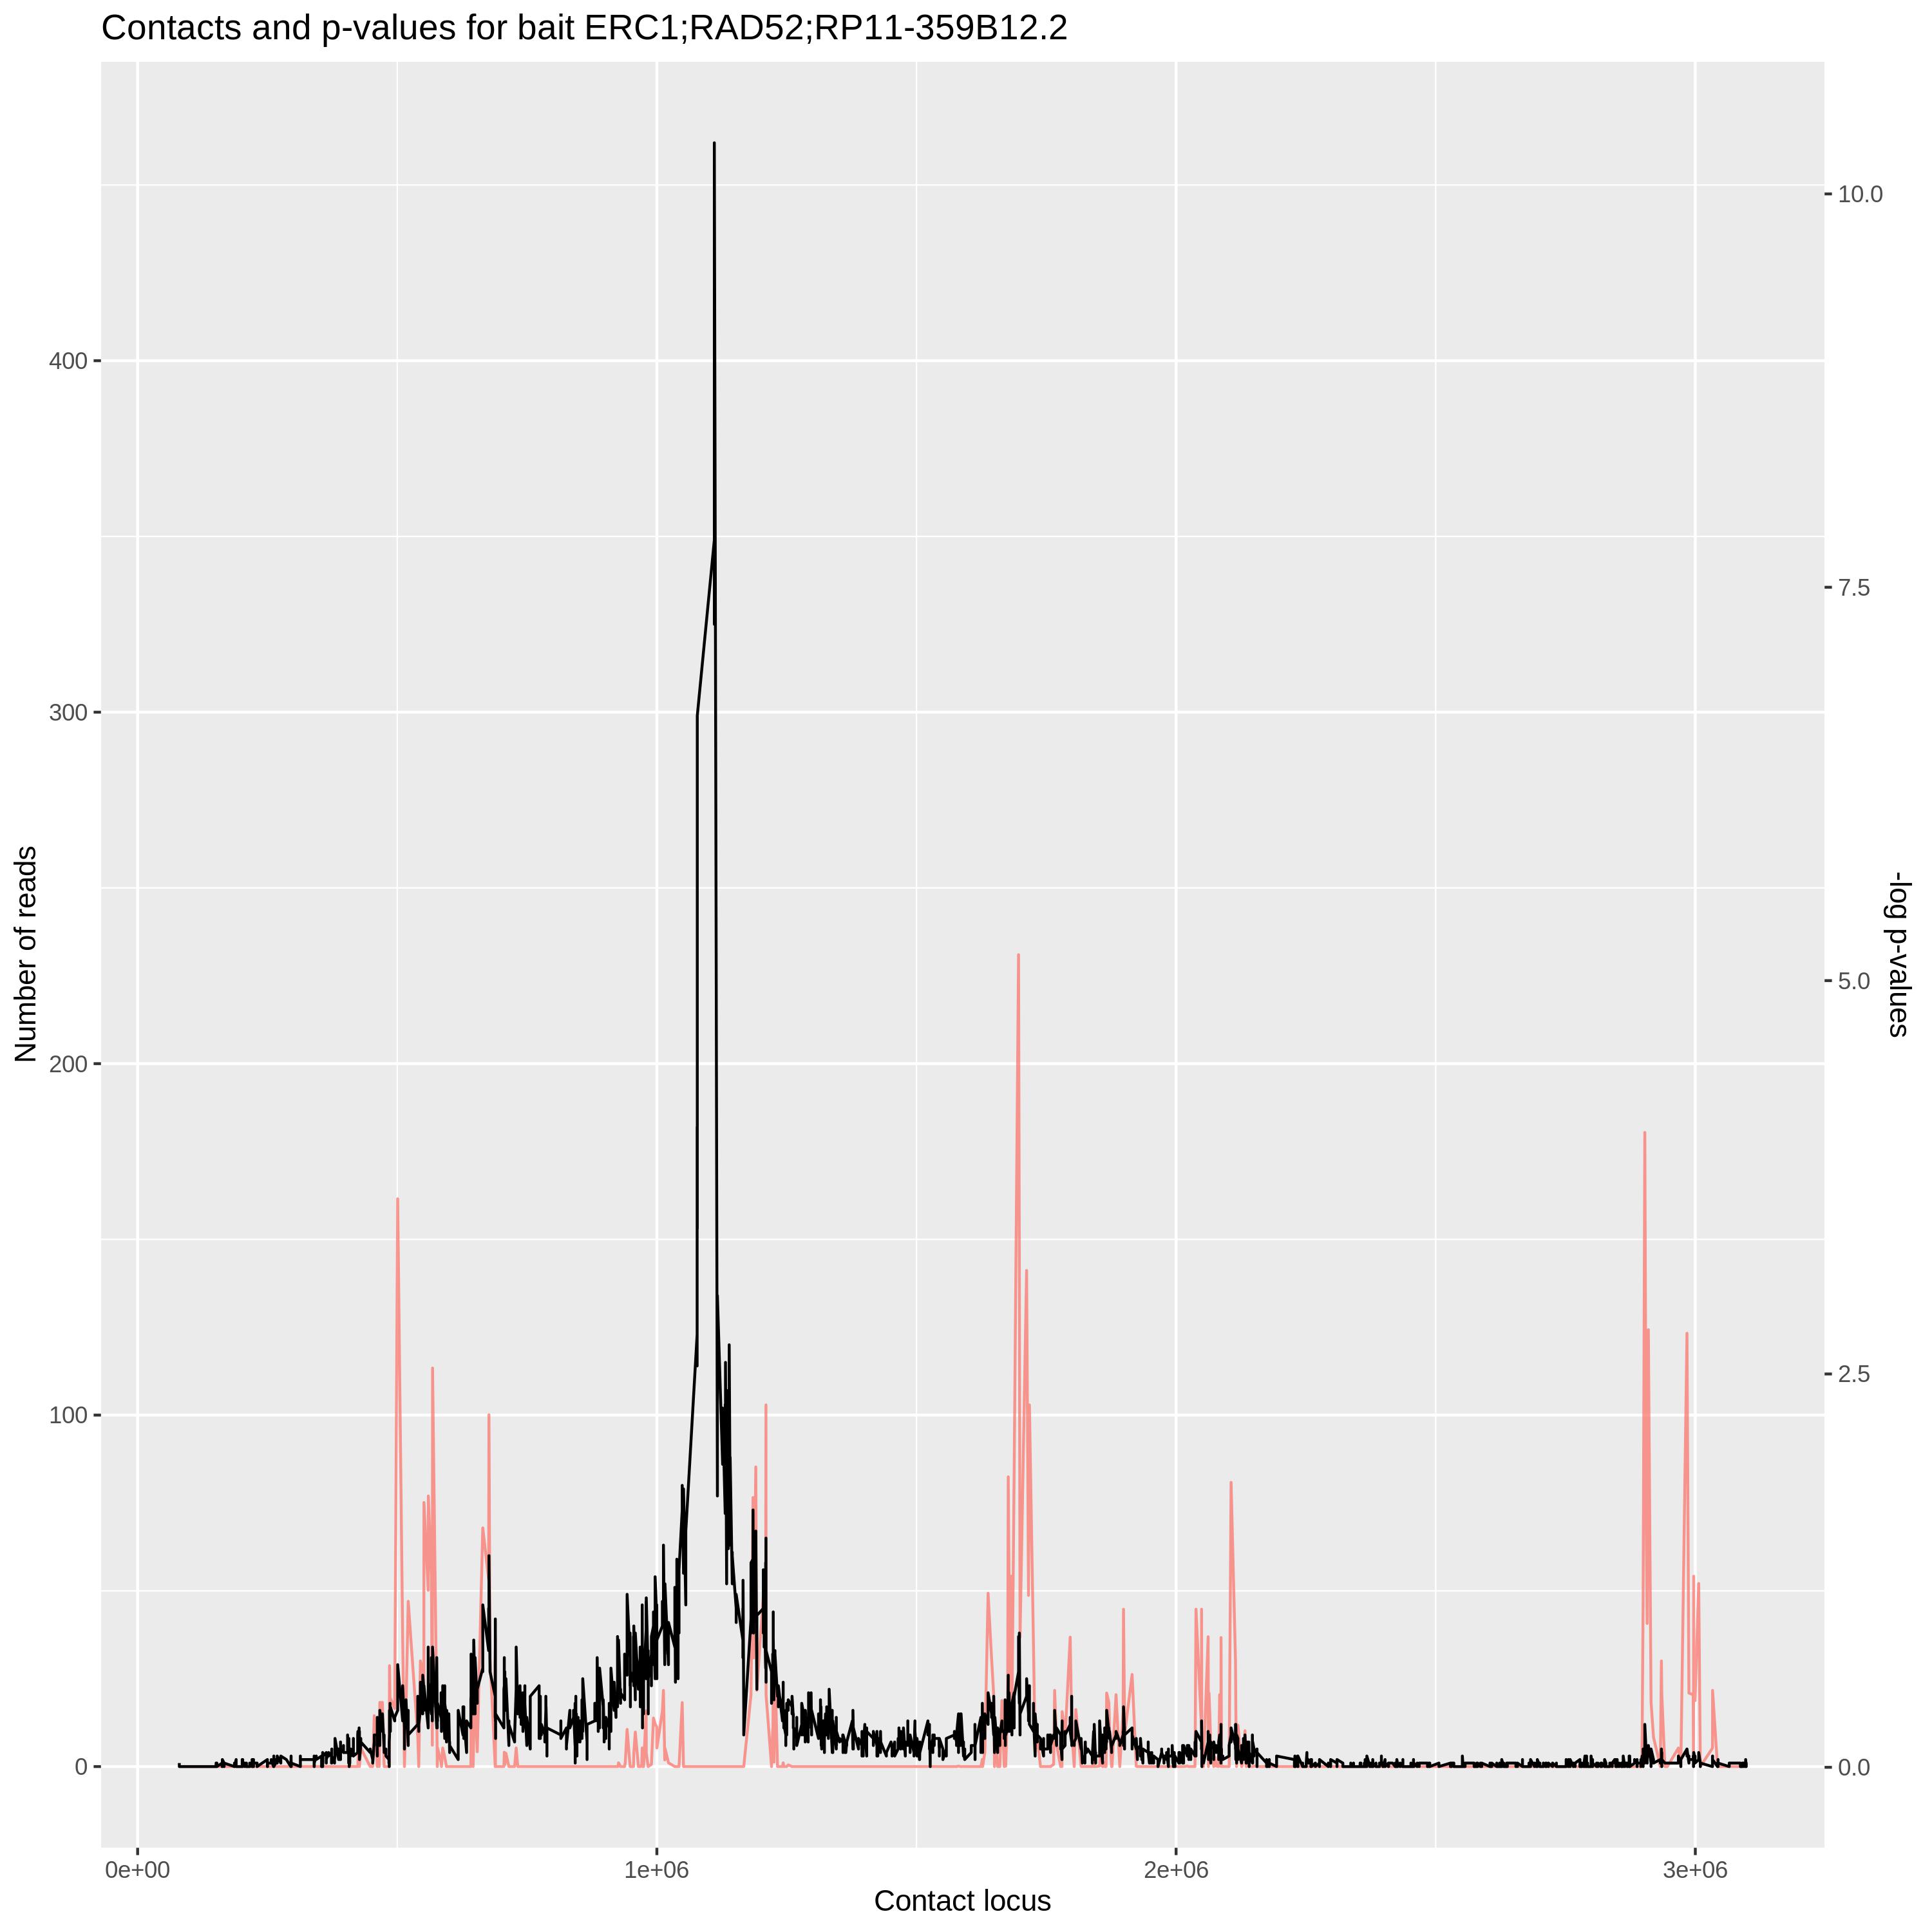 Contacts and p-values for bait ERC1;RAD52;RP11-359B12.2
Number of reads
400
300
200
100
0
10.0
7.5
5.0
2.5
0.0
-log p-values
0e+00 1e+06 2e+06 3e+06
Contact locus